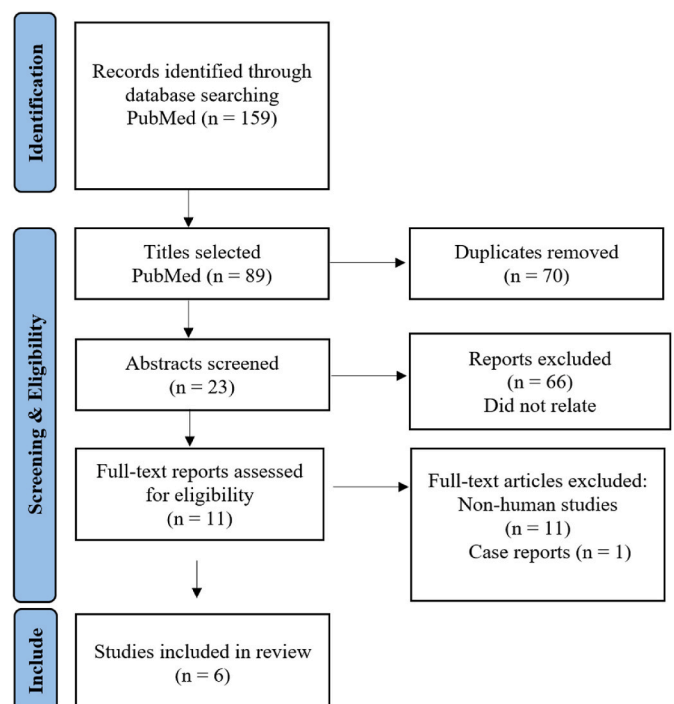 Identification
Records identified through
database searching
PubMed (n = 159)
Screening & Eligibility
Titles selected
PubMed (n = 89)
Duplicates removed
(n = 70)
Abstracts screened
(n = 23)
Reports excluded
(n = 66)
Did not relate
Full-text reports assessed
for eligibility
(n = 11)
Full-text articles excluded:
Non-human studies
(n = 11)
Case reports (n = 1)
Include
Studies included in review
(n = 6)